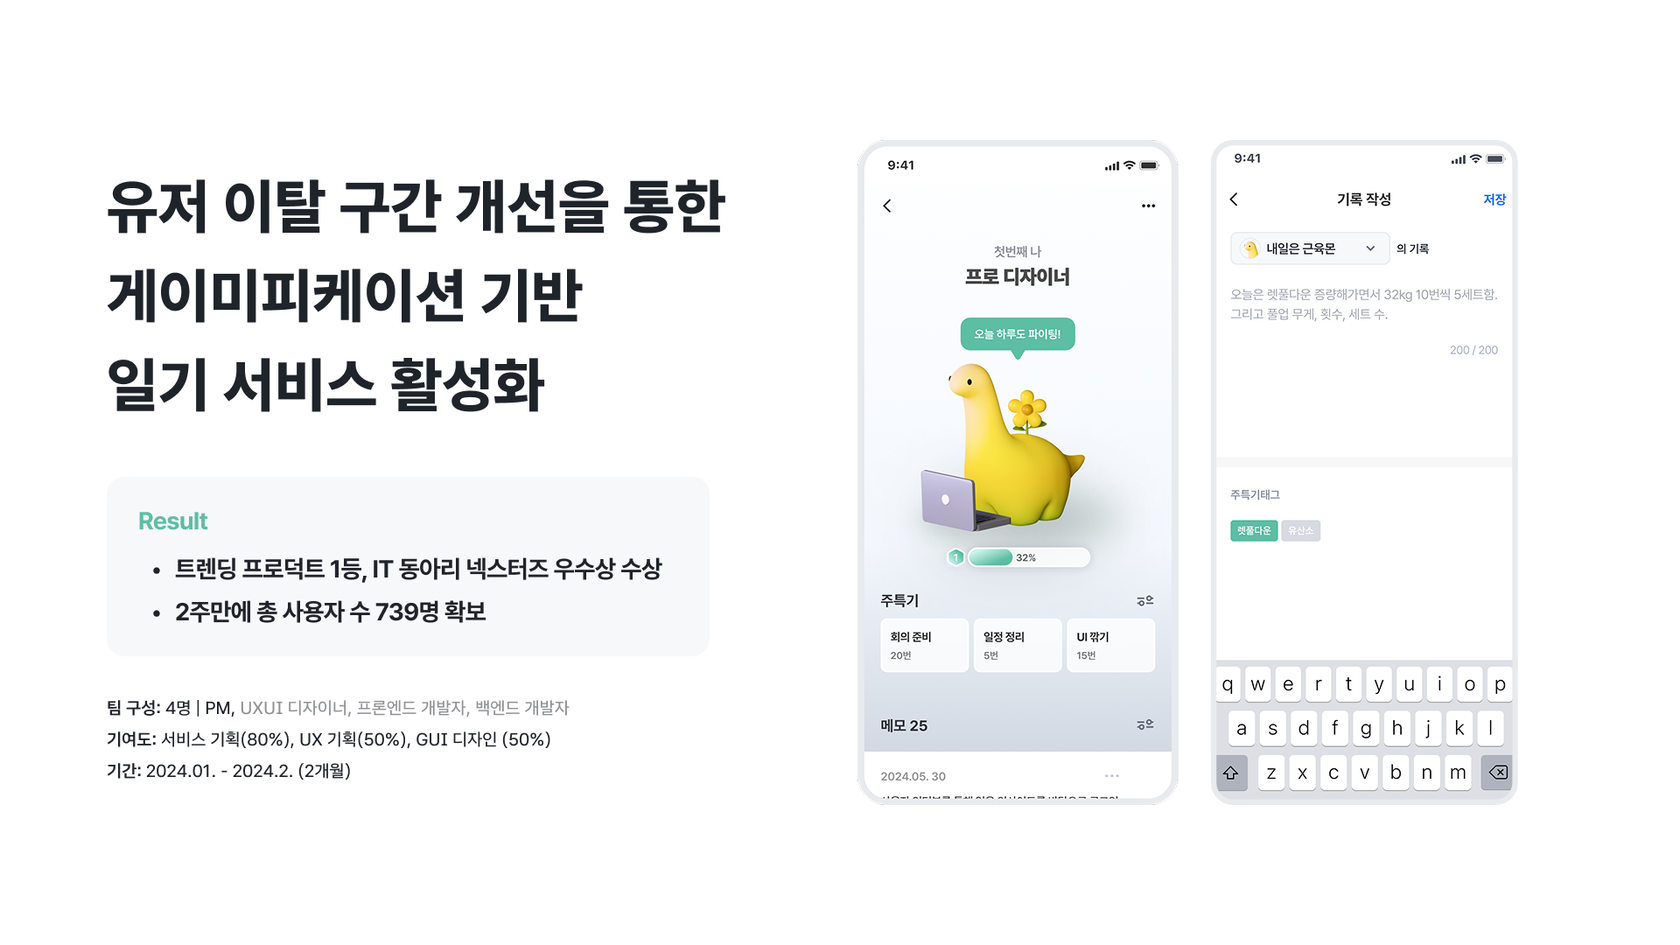 유저 이탈 구간 개선을 통한
게이미피케이션 기반
일기 서비스 활성화
Result
• 트렌딩 프로덕트 1등, IT 동아리 넥스터즈 우수상 수상
• 2주만에 총 사용자 수 739명 확보
팀 구성: 4명 | PM, UXUI 디자이너, 프론엔드 개발자, 백엔드 개발자
기여도: 서비스 기획(80%), UX 기획(50%), GUI 디자인 (50%)
기간: 2024.01. - 2024.2. (2개월)
9:41
첫번째 나
프로 디자이너
오늘 하루도 파이팅!
1
32%
주특기
회의 준비
20번
일정 정리
5번
UI 깎기
15번
메모 25
2024.05. 30
9:41
기록 작성
저장
내일은 근육몬
의 기록
오늘은 렛풀다운 증량해가면서 32kg 10번씩 5세트함.
그리고 풀업 무게, 횟수, 세트 수.
200 / 200
주특기태그
렛풀다운
유산소
q w e r t y u i o p
a s d f g h j k l
z x c v b n m